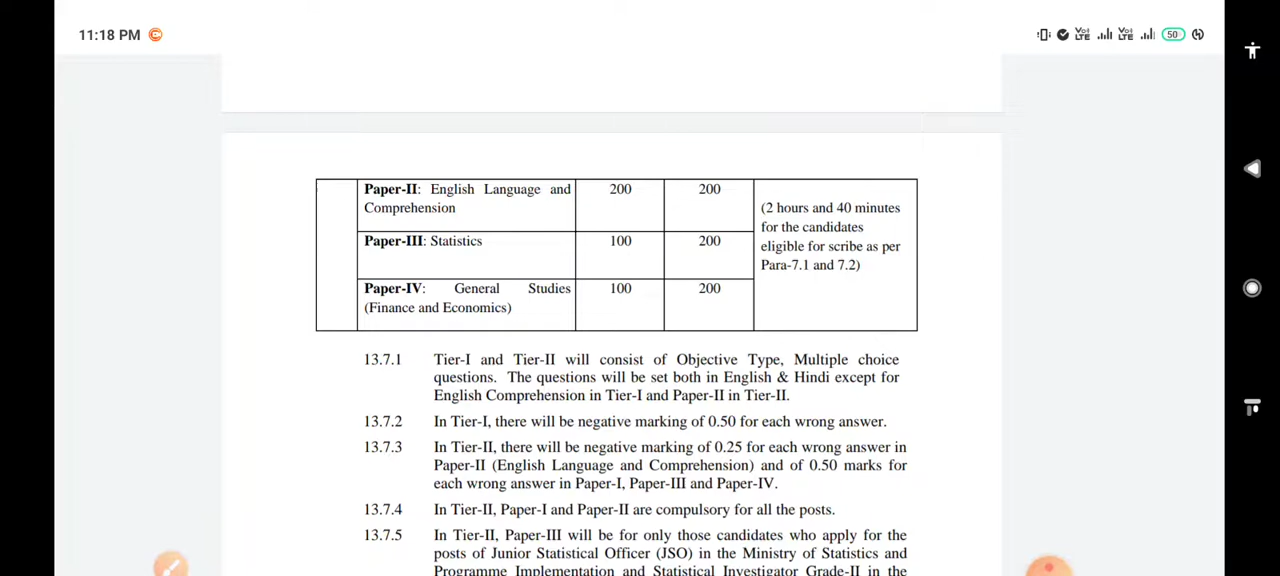 11:18 PM
Vo) LTE Vo) LTE 50
Paper-II: English Language and Comprehension 200 200
(2 hours and 40 minutes for the candidates eligible for scribe as per Para-7.1 and 7.2)
Paper-III: Statistics 100 200
Paper-IV: General Studies (Finance and Economics) 100 200
13.7.1 Tier-I and Tier-II will consist of Objective Type, Multiple choice
questions. The questions will be set both in English & Hindi except for
English Comprehension in Tier-I and Paper-II in Tier-II.
13.7.2 In Tier-I, there will be negative marking of 0.50 for each wrong answer.
13.7.3 In Tier-II, there will be negative marking of 0.25 for each wrong answer in
Paper-II (English Language and Comprehension) and of 0.50 marks for
each wrong answer in Paper-I, Paper-III and Paper-IV.
13.7.4 In Tier-II, Paper-I and Paper-II are compulsory for all the posts.
13.7.5 In Tier-II, Paper-III will be for only those candidates who apply for the
posts of Junior Statistical Officer (JSO) in the Ministry of Statistics and
Programme Implementation and Statistical Investigator Grade-II in the